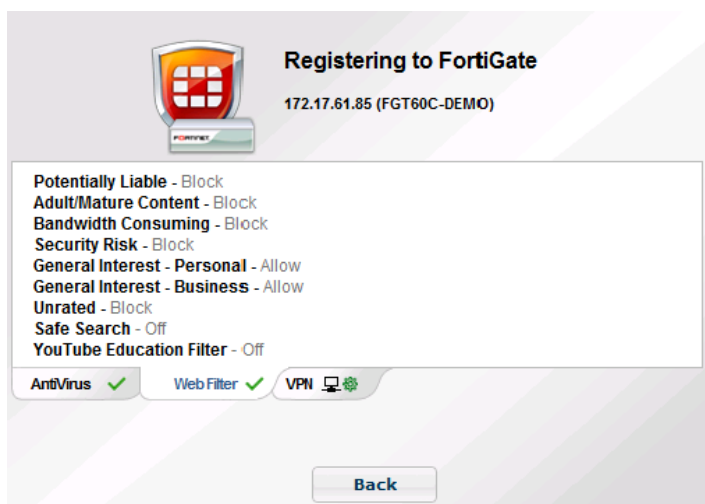 Registering to FortiGate
172.17.61.85 (FGT60C-DEMO)
FORTINET
Potentially Liable - Block
Adult/Mature Content - Block
Bandwidth Consuming - Block
Security Risk - Block
General Interest - Personal - Allow
General Interest - Business - Allow
Unrated - Block
Safe Search - Off
YouTube Education Filter - Off
AntiVirus Web Filter VPN
Back